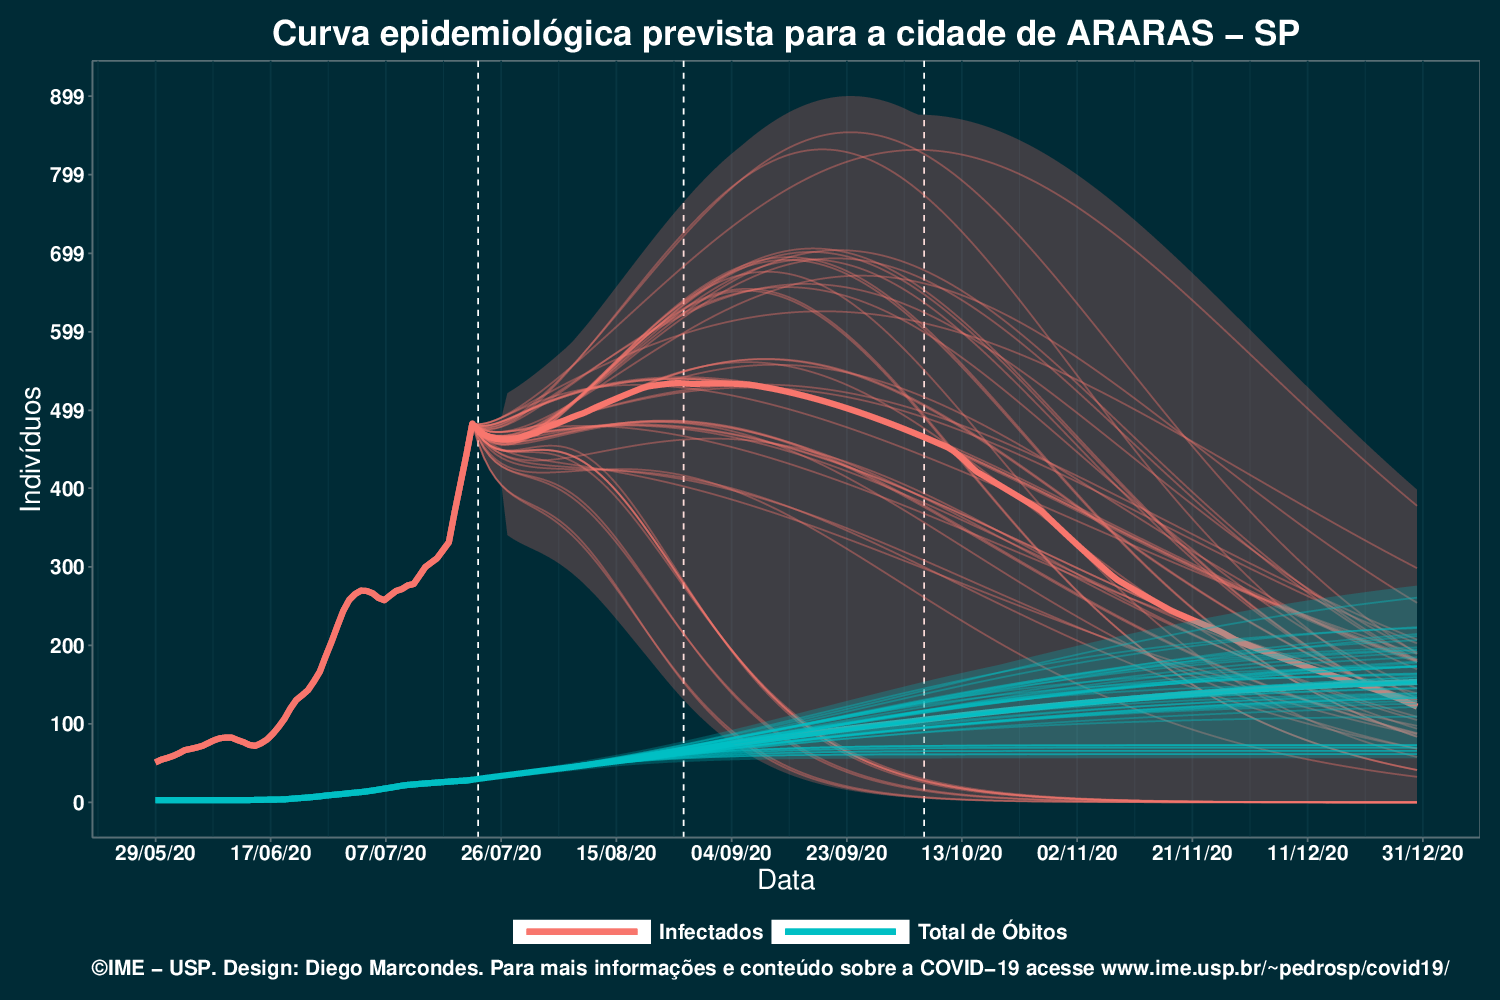 Curva epidemiológica prevista para a cidade de ARARAS – SP
899
799
699
599
499
400
300
200
100
0
Indivíduos
29/05/20 17/06/20 07/07/20 26/07/20 15/08/20 04/09/20 23/09/20 13/10/20 02/11/20 21/11/20 11/12/20 31/12/20
Data
Infectados Total de Óbitos
©IME – USP. Design: Diego Marcondes. Para mais informações e conteúdo sobre a COVID–19 acesse www.ime.usp.br/~pedrosp/covid19/